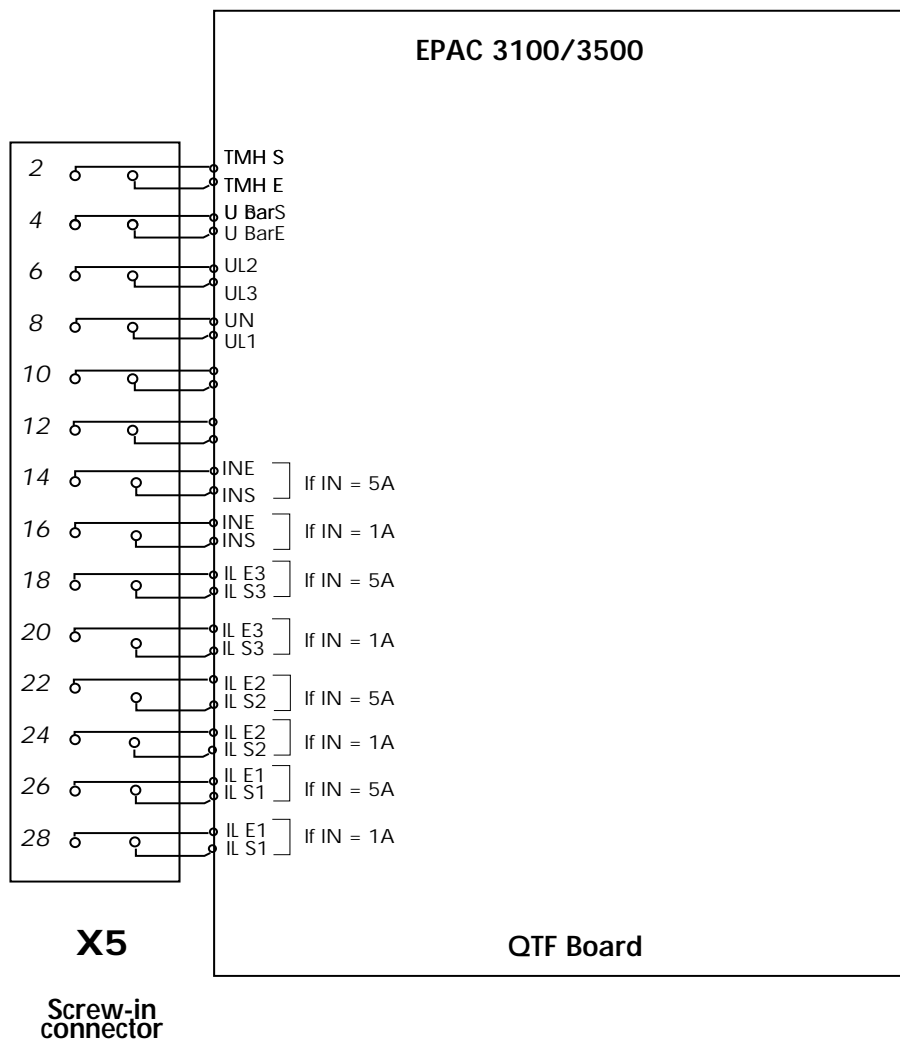 EPAC 3100/3500
2
TMH S
TMH E
4
U BarS
U BarE
6
UL2
UL3
8
UN
UL1
10
12
14
INE
INS
If IN = 5A
16
INE
INS
If IN = 1A
18
IL E3
IL S3
If IN = 5A
20
IL E3
IL S3
If IN = 1A
22
IL E2
IL S2
If IN = 5A
24
IL E2
IL S2
If IN = 1A
26
IL E1
IL S1
If IN = 5A
28
IL E1
IL S1
If IN = 1A
X5
QTF Board
Screw-in
connector